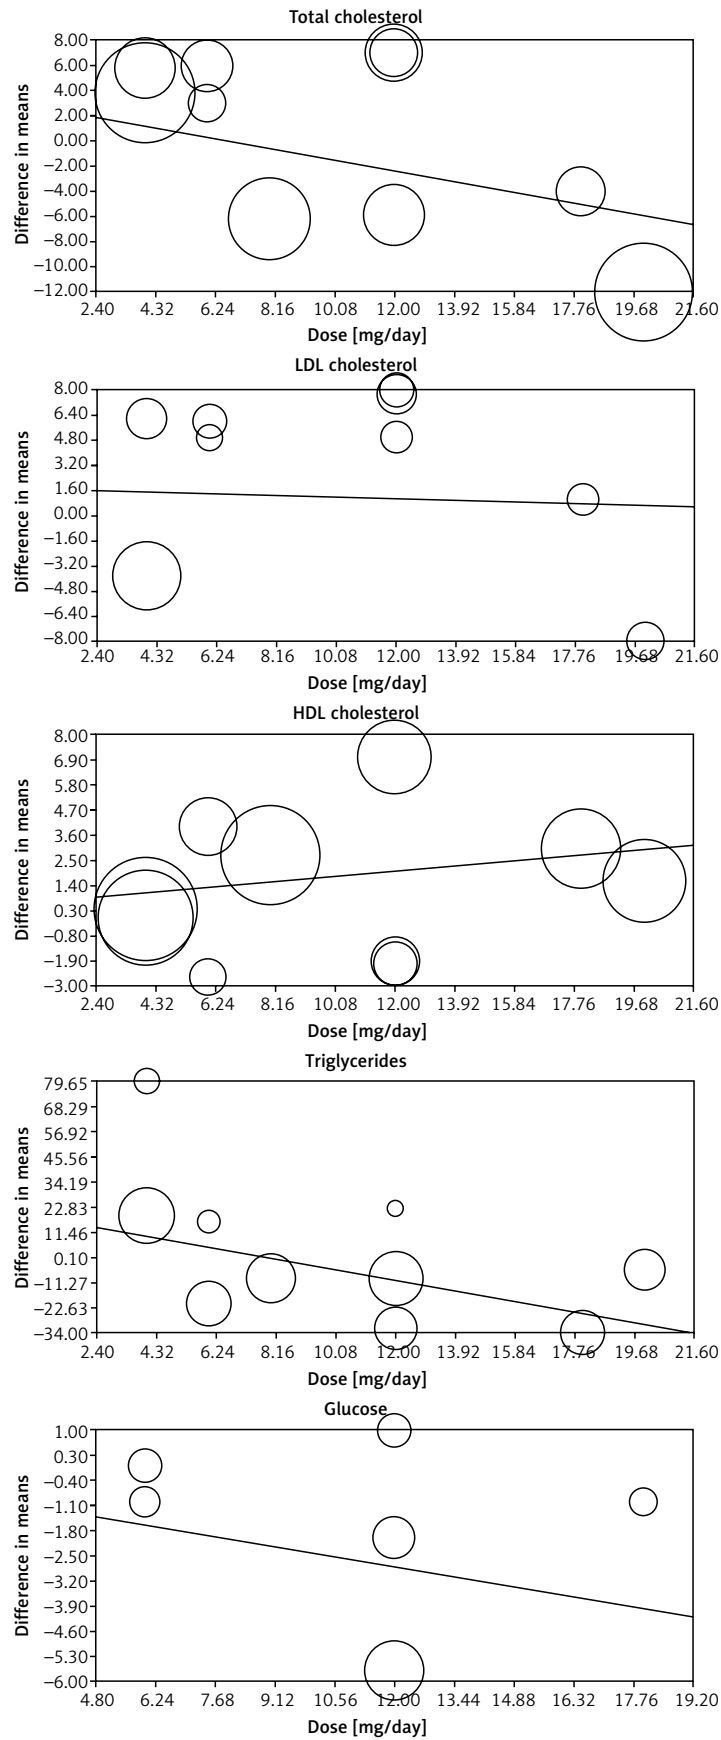 Total cholesterol
Difference in means
8.00
6.00
4.00
2.00
0.00
−2.00
−4.00
−6.00
−8.00
−10.00
−12.00
2.40 4.32 6.24 8.16 10.08 12.00 13.92 15.84 17.76 19.68 21.60
Dose [mg/day]
LDL cholesterol
Difference in means
8.00
6.40
4.80
3.20
1.60
0.00
−1.60
−3.20
−4.80
−6.40
−8.00
2.40 4.32 6.24 8.16 10.08 12.00 13.92 15.84 17.76 19.68 21.60
Dose [mg/day]
HDL cholesterol
Difference in means
8.00
6.90
5.80
4.70
3.60
2.50
1.40
0.30
−0.80
−1.90
−3.00
2.40 4.32 6.24 8.16 10.08 12.00 13.92 15.84 17.76 19.68 21.60
Dose [mg/day]
Triglycerides
Difference in means
79.65
68.29
56.92
45.56
34.19
22.83
11.46
0.10
−11.27
−22.63
−34.00
2.40 4.32 6.24 8.16 10.08 12.00 13.92 15.84 17.76 19.68 21.60
Dose [mg/day]
Glucose
Difference in means
1.00
0.30
−0.40
−1.10
−1.80
−2.50
−3.20
−3.90
−4.60
−5.30
−6.00
4.80 6.24 7.68 9.12 10.56 12.00 13.44 14.88 16.32 17.76 19.20
Dose [mg/day]